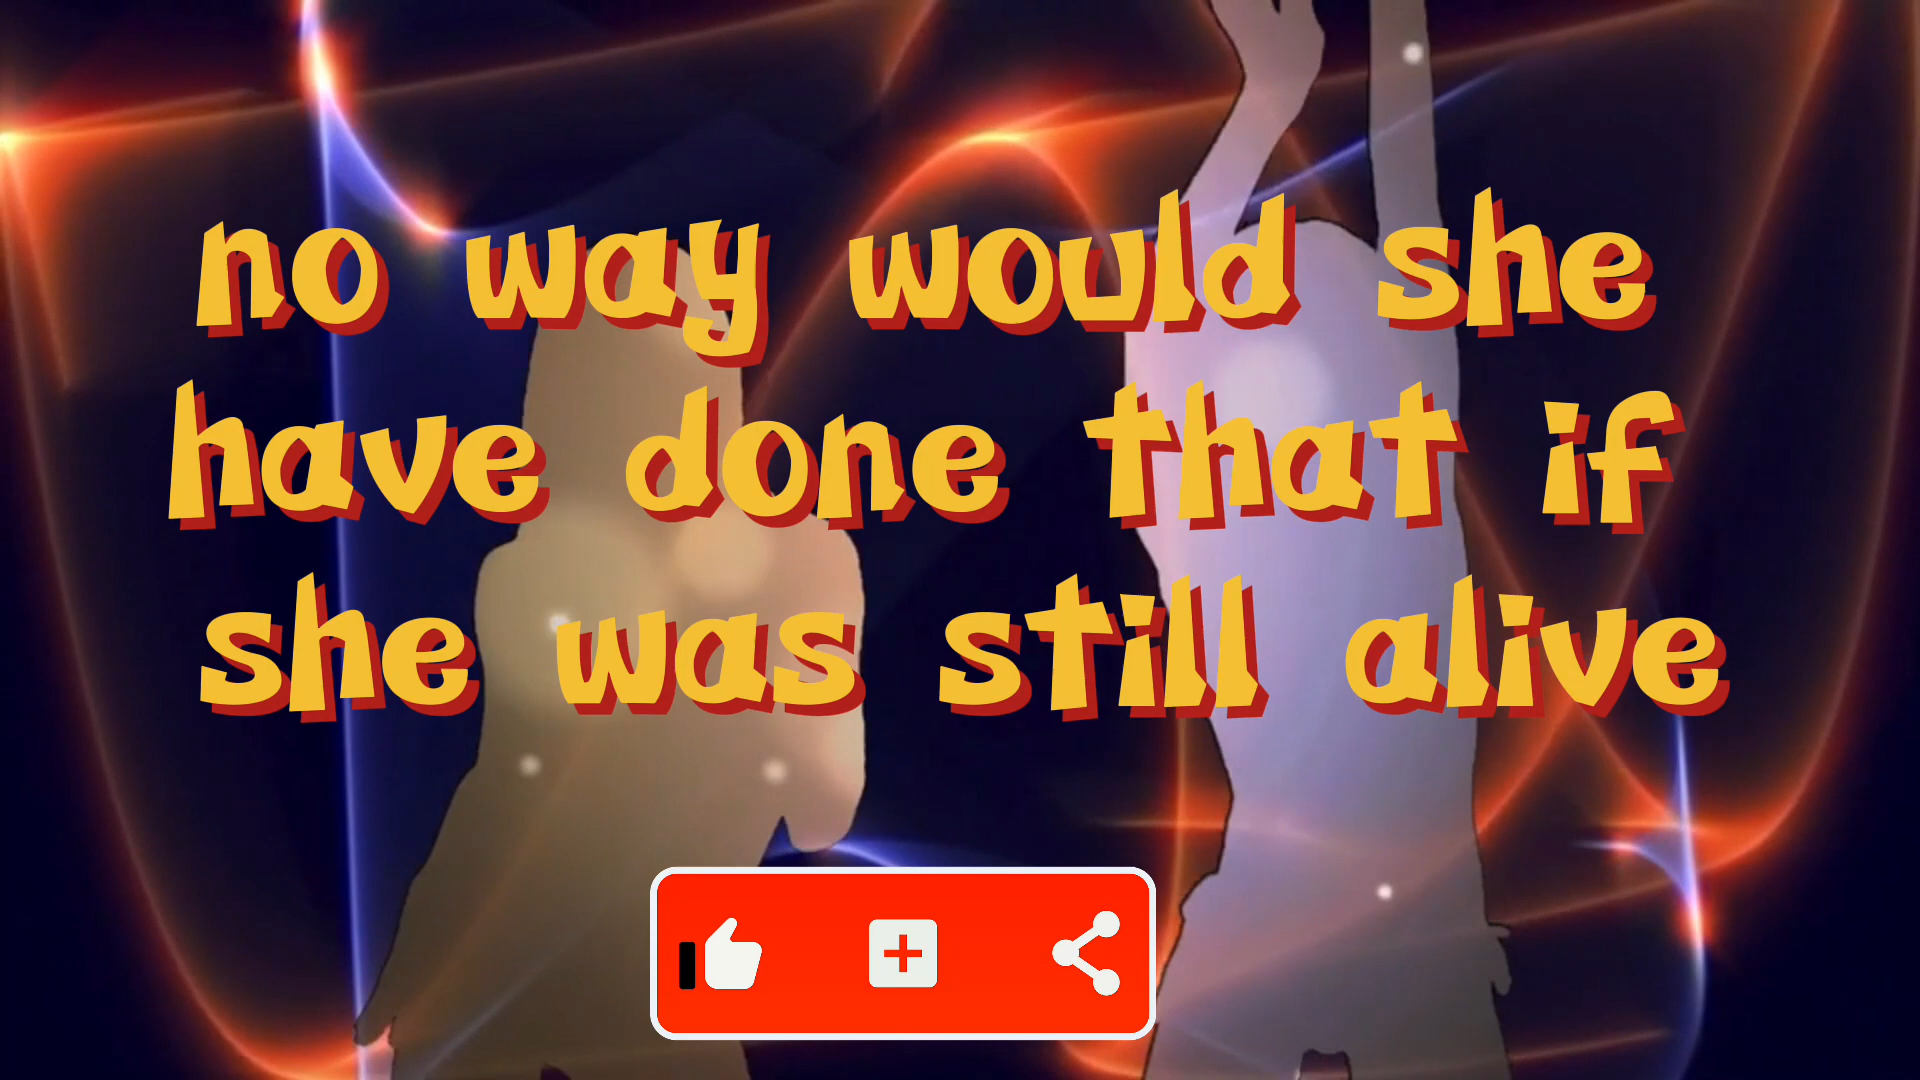 no way would she
have done that if
she was still alive